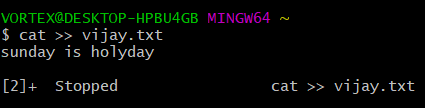 VORTEX@DESKTOP-HPBU4GB MINGW64 ~
$ cat >> vijay.txt
sunday is holyday
[2]+  Stopped                 cat >> vijay.txt